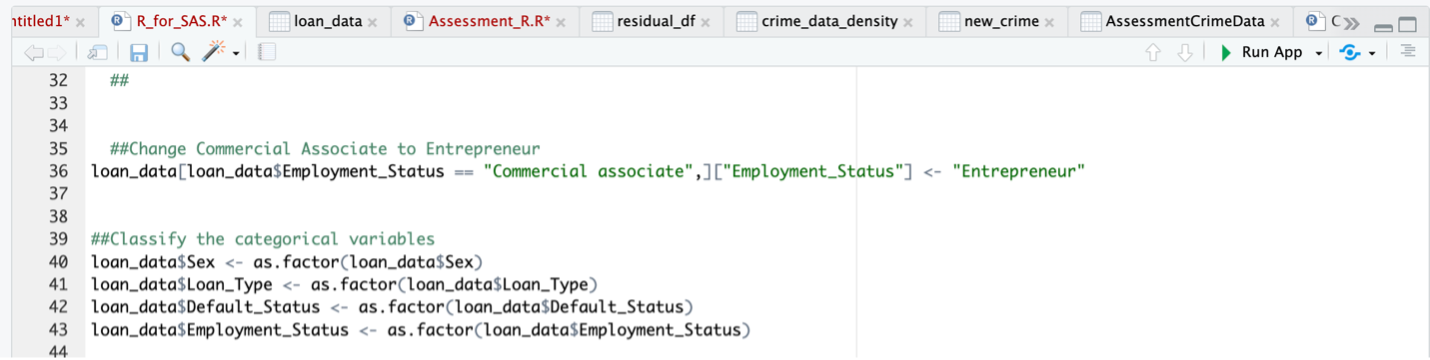 ntitled1* R_for_SAS.R* loan_data Assessment_R.R* residual_df crime_data_density new_crime AssessmentCrimeData C
Run App
32 ##
33
34
35 ##Change Commercial Associate to Entrepreneur
36 loan_data[loan_data$Employment_Status == "Commercial associate",]["Employment_Status"] <- "Entrepreneur"
37
38
39 ##Classify the categorical variables
40 loan_data$Sex <- as.factor(loan_data$Sex)
41 loan_data$Loan_Type <- as.factor(loan_data$Loan_Type)
42 loan_data$Default_Status <- as.factor(loan_data$Default_Status)
43 loan_data$Employment_Status <- as.factor(loan_data$Employment_Status)
44